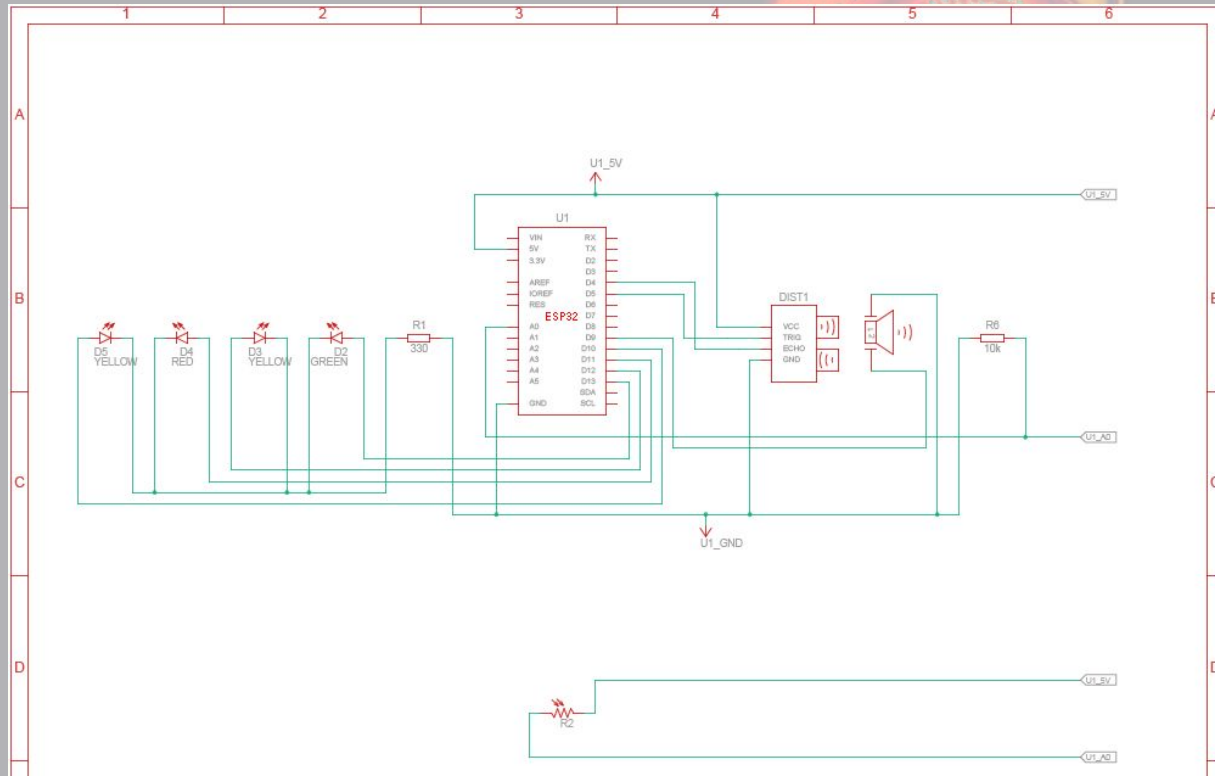 1 2 3 4 5 6
A
U1_5V
U1_5V
U1
VIN RX
5V TX
3.3V D2
D3
AREF D4
IOREF D5
RES D6
ESP32 D7
A0 D8
A1 D9
A2 D10
A3 D11
A4 D12
A5 D13
SDA
GND SCL
B
DIST1
VCC
TRIG
ECHO
GND
R1
330
R6
10k
D5
YELLOW
D4
RED
D3
YELLOW
D2
GREEN
U1_A0
C
U1_GND
D
U1_5V
R2
U1_A0